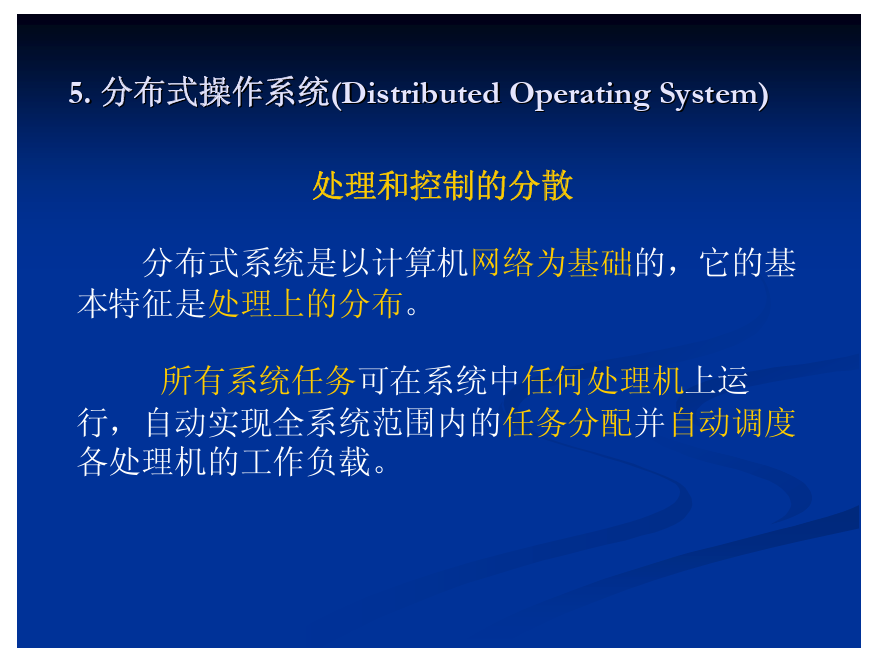 5. 分布式操作系统(Distributed Operating System)
处理和控制的分散
分布式系统是以计算机网络为基础的，它的基
本特征是处理上的分布。
所有系统任务可在系统中任何处理机上运
行，自动实现全系统范围内的任务分配并自动调度
各处理机的工作负载。